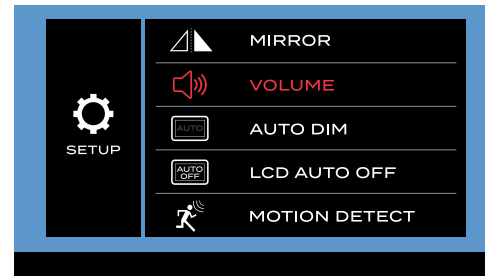 MIRROR
VOLUME
AUTO
AUTO DIM
SETUP
AUTO
OFF
LCD AUTO OFF
MOTION DETECT